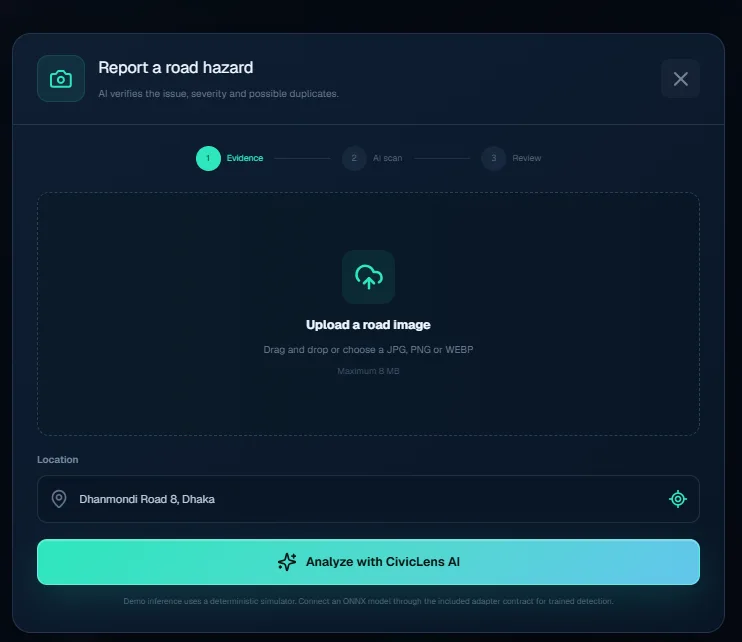 Report a road hazard
AI verifies the issue, severity and possible duplicates.
1 Evidence 2 AI scan 3 Review
Upload a road image
Drag and drop or choose a JPG, PNG or WEBP
Maximum 8 MB
Location
Dhanmondi Road 8, Dhaka
Analyze with CivicLens AI
Demo inference uses a deterministic simulator. Connect an ONNX model through the included adapter contract for trained detection.